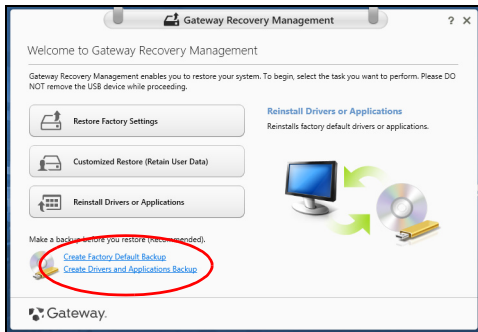 Gateway Recovery Management
? X
Welcome to Gateway Recovery Management
Gateway Recovery Management enables you to restore your system. To begin, select the task you want to perform. Please DO
NOT remove the USB device while proceeding.
Restore Factory Settings
Customized Restore (Retain User Data)
Reinstall Drivers or Applications
Reinstall Drivers or Applications
Reinstalls factory default drivers or applications.
Make a backup before you restore (Recommended).
Create Factory Default Backup
Create Drivers and Applications Backup
Gateway.